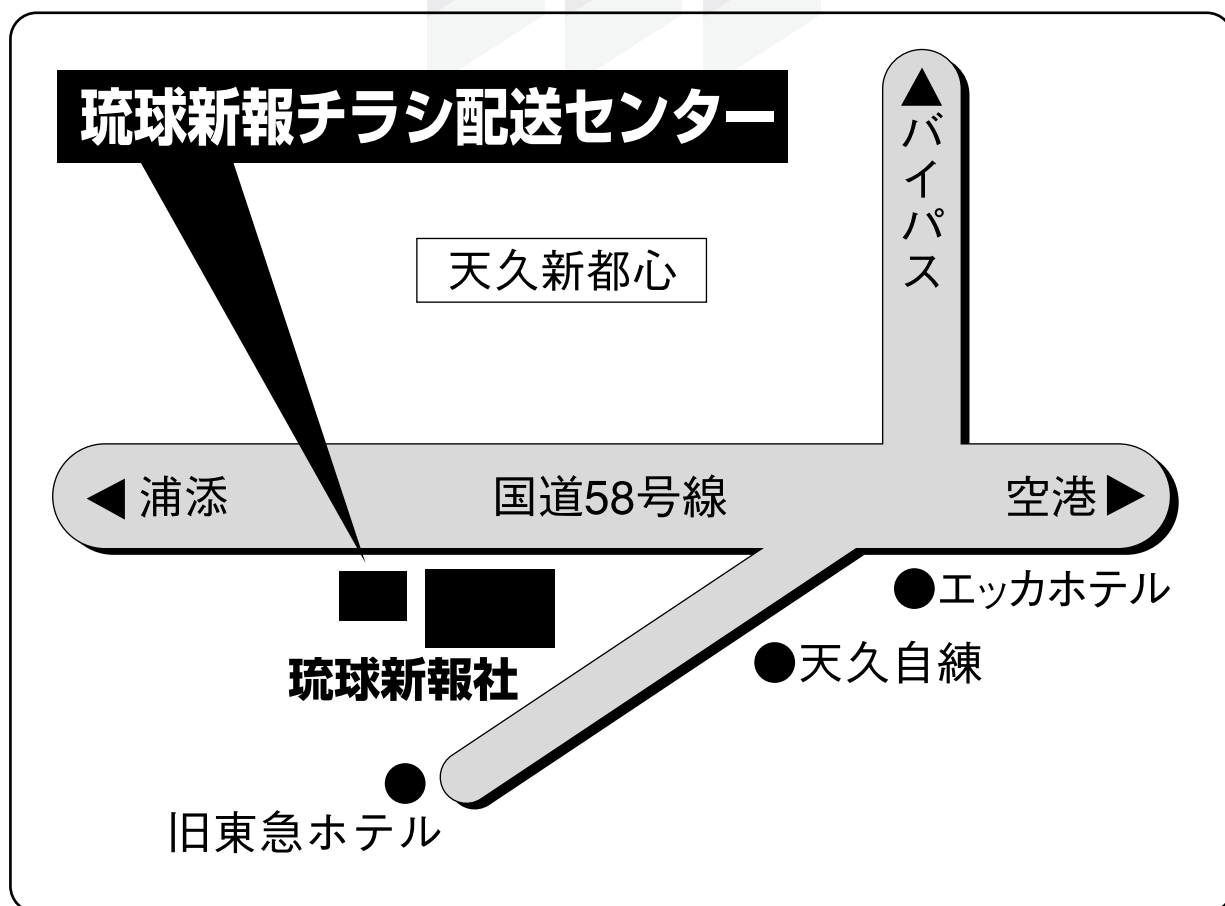 琉球新報チラシ配送センター
▲バイパス
天久新都心
◀浦添
国道58号線
空港▶
●エッカホテル
●天久自練
琉球新報社
旧東急ホテル